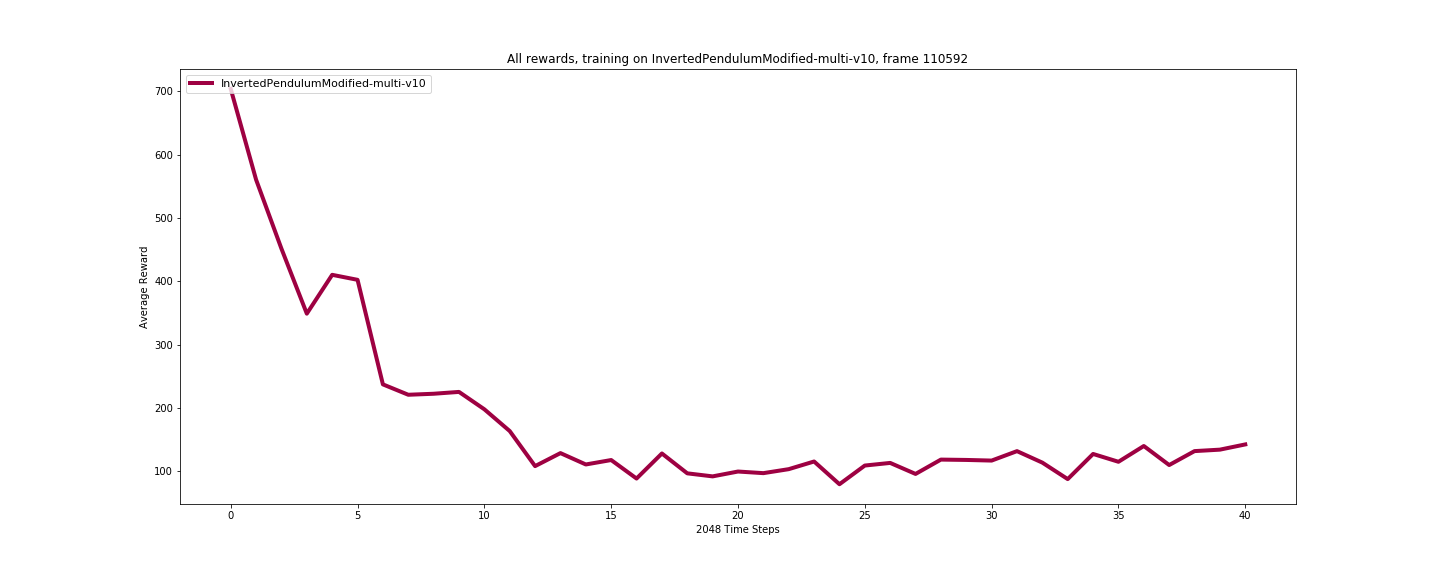 All rewards, training on InvertedPendulumModified-multi-v10, frame 110592
InvertedPendulumModified-multi-v10
Average Reward
700
600
500
400
300
200
100
0 5 10 15 20 25 30 35 40
2048 Time Steps